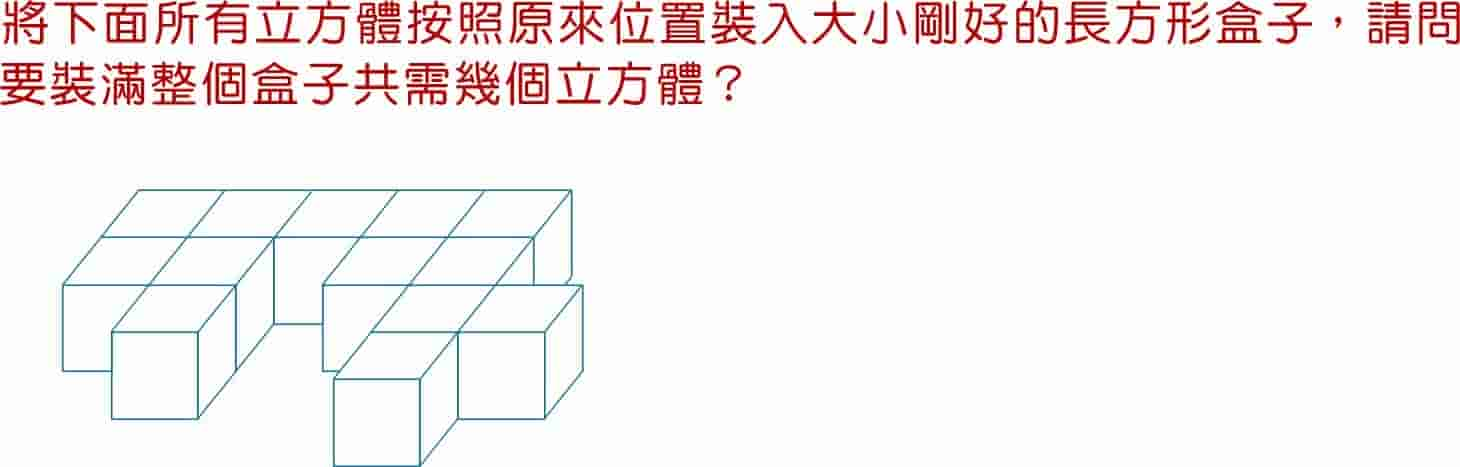 將下面所有立方體按照原來位置裝入大小剛好的長方形盒子，請問
要裝滿整個盒子共需幾個立方體？